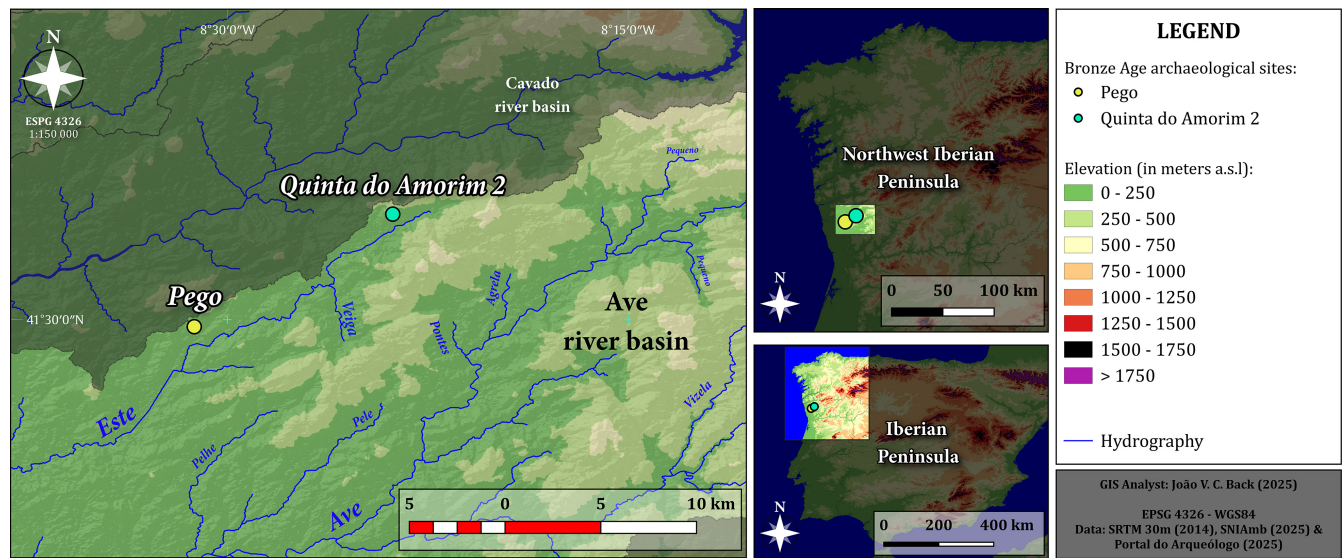 8°30′0″W
8°15′0″W
N
ESPG 4326
1:150 000
Cavado
river basin
Pequeno
Quinta do Amorim 2
Pequeno
Agrela
Pego
Veiga
Ave
river basin
41°30′0″N
Pontes
Este
Pele
Vizela
Pelhe
Ave
5 0 5 10 km
Northwest Iberian
Peninsula
N
0 50 100 km
Iberian
Peninsula
N
0 200 400 km
LEGEND
Bronze Age archaeological sites:
Pego
Quinta do Amorim 2
Elevation (in meters a.s.l):
0 - 250
250 - 500
500 - 750
750 - 1000
1000 - 1250
1250 - 1500
1500 - 1750
> 1750
Hydrography
GIS Analyst: João V. C. Back (2025)
EPSG 4326 - WGS84
Data: SRTM 30m (2014), SNIAmb (2025) &
Portal do Arqueólogo (2025)